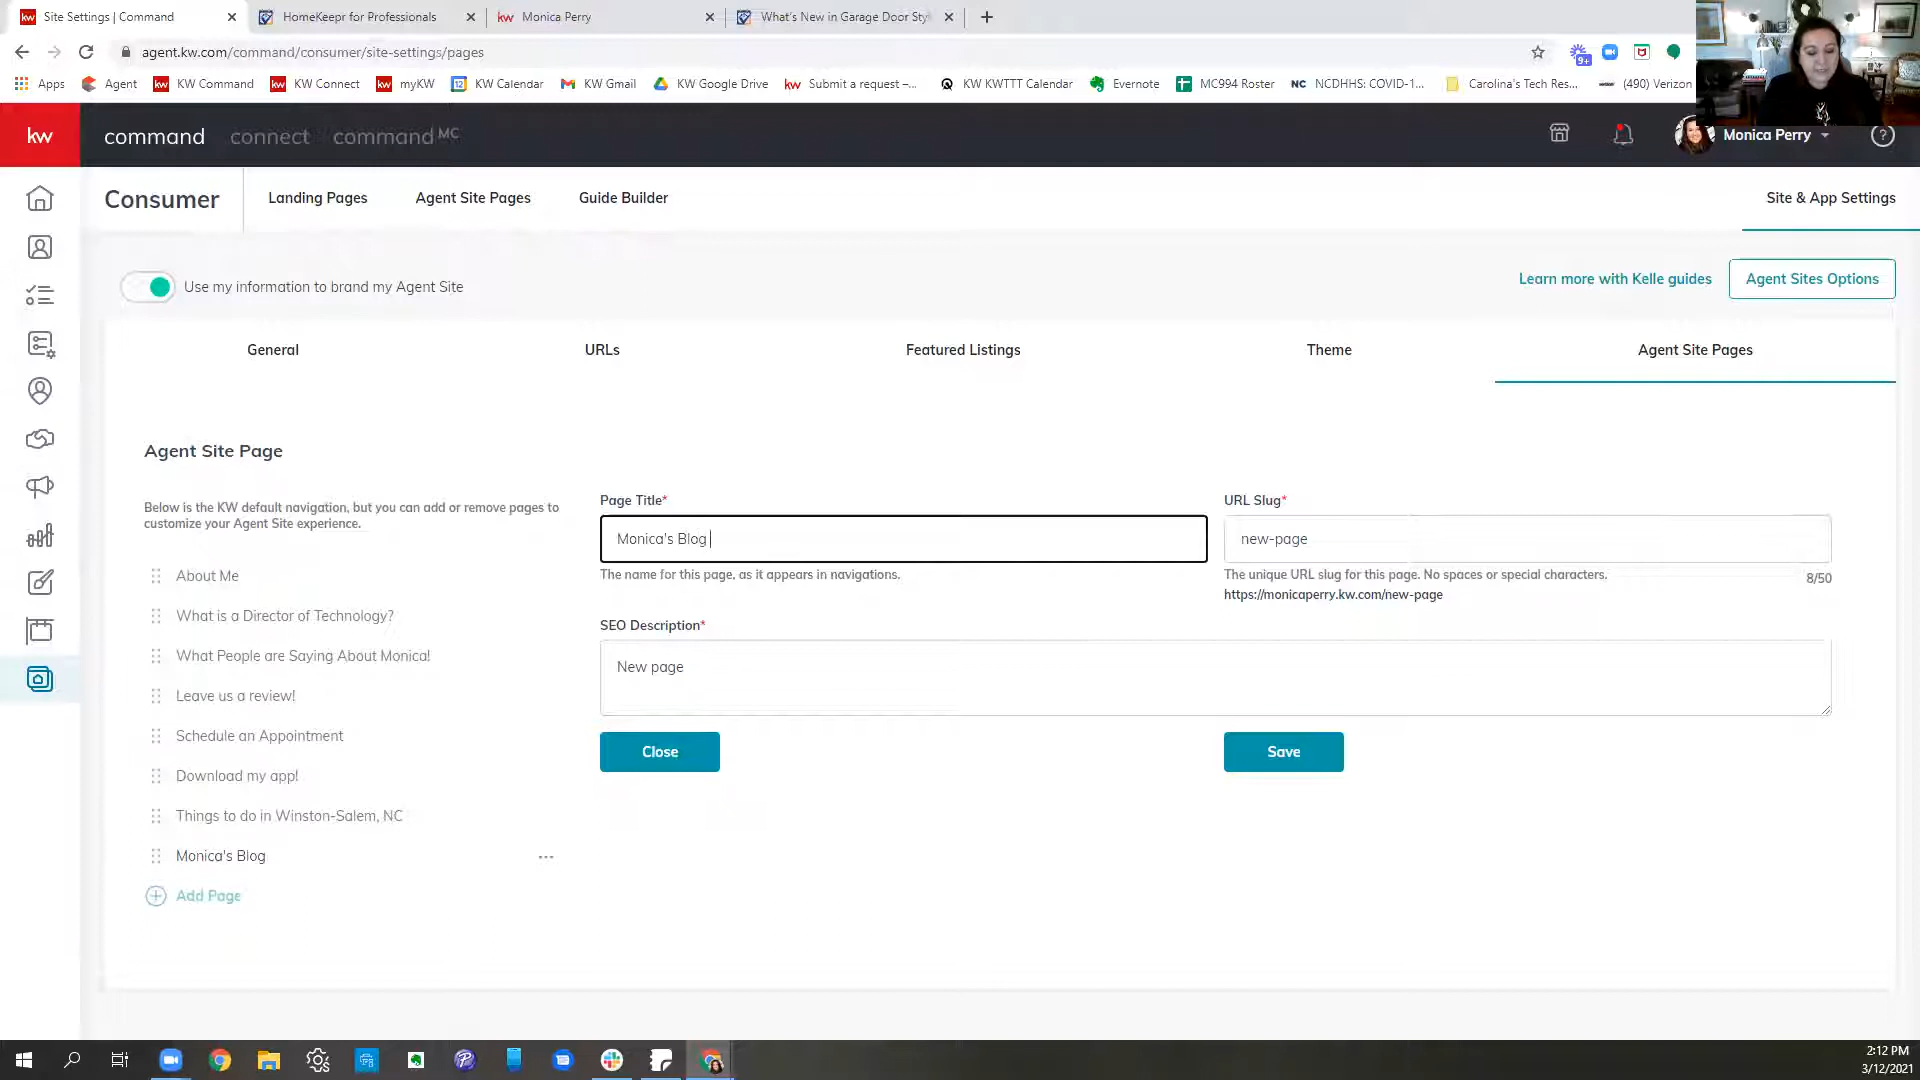 Site Settings | Command
HomeKeepr for Professionals
kw Monica Perry
What's New in Garage Door Sty
agent.kw.com/command/consumer/site-settings/pages
9+
Apps
Agent
kw KW Command
kw KW Connect
kw myKW
12 KW Calendar
KW Gmail
KW Google Drive
kw Submit a request –...
KW KWTTT Calendar
Evernote
MC994 Roster
NC NCDHHS: COVID-1...
Carolina's Tech Res...
(490) Verizon
kw
command
connect
command MC
Monica Perry
?
Consumer
Landing Pages
Agent Site Pages
Guide Builder
Site & App Settings
Use my information to brand my Agent Site
Learn more with Kelle guides
Agent Sites Options
General
URLs
Featured Listings
Theme
Agent Site Pages
Agent Site Page
Below is the KW default navigation, but you can add or remove pages to
customize your Agent Site experience.
About Me
What is a Director of Technology?
What People are Saying About Monica!
Leave us a review!
Schedule an Appointment
Download my app!
Things to do in Winston-Salem, NC
Monica's Blog
...
Add Page
Page Title*
Monica's Blog
The name for this page, as it appears in navigations.
URL Slug*
new-page
The unique URL slug for this page. No spaces or special characters.
8/50
https://monicaperry.kw.com/new-page
SEO Description*
New page
Close
Save
2:12 PM
3/12/2021